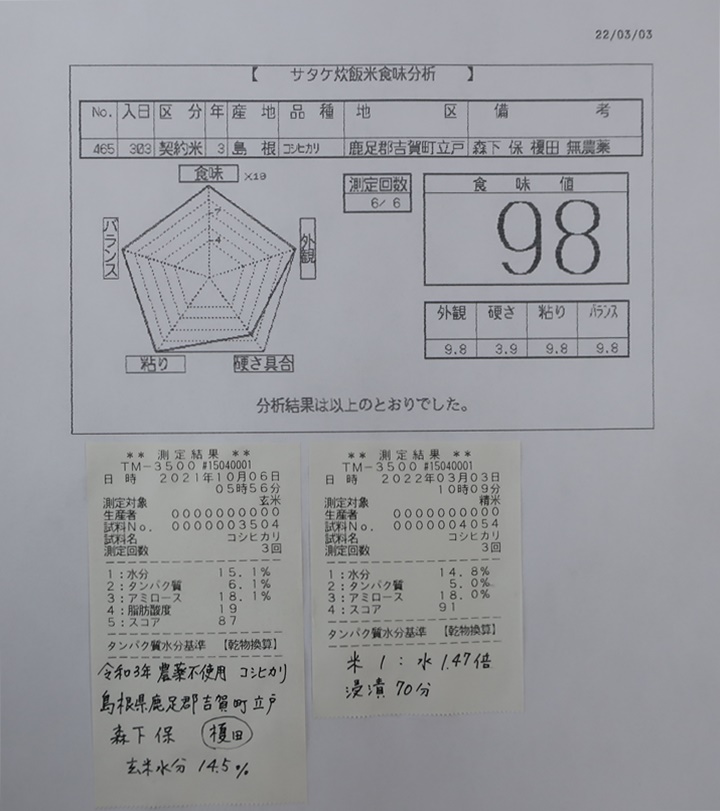 22/03/03
【 サタケ炊飯米食味分析 】
No. 入日 区分 年 産地 品種 地区 備考
465 303 契約米 3 島根 コシヒカリ 鹿足郡吉賀町立戸 森下 保 榎田 無農薬
食味 ×10
7
4
バランス
外観
粘り
硬さ具合
測定回数
6/ 6
食味値
98
外観 硬さ 粘り バランス
9.8 3.9 9.8 9.8
分析結果は以上のとおりでした。
** 測定結果 **
TM-3500 #15040001
日 時 2021年10月06日
05時56分
測定対象 玄米
生産者 0000000000
試料No. 0000003504
試料名 コシヒカリ
測定回数 3回
1:水分 15.1%
2:タンパク質 6.1%
3:アミロース 18.1%
4:脂肪酸度 19
5:スコア 87
タンパク質水分基準 【乾物換算】
令和3年 農薬不使用 コシヒカリ
島根県鹿足郡吉賀町立戸
森下 保 榎田
玄米水分 14.5%
** 測定結果 **
TM-3500 #15040001
日 時 2022年03月03日
10時09分
測定対象 精米
生産者 0000000000
試料No. 0000004054
試料名 コシヒカリ
測定回数 3回
1:水分 14.8%
2:タンパク質 5.0%
3:アミロース 18.0%
4:スコア 91
タンパク質水分基準 【乾物換算】
米 1 : 水 1.47倍
浸漬 70分